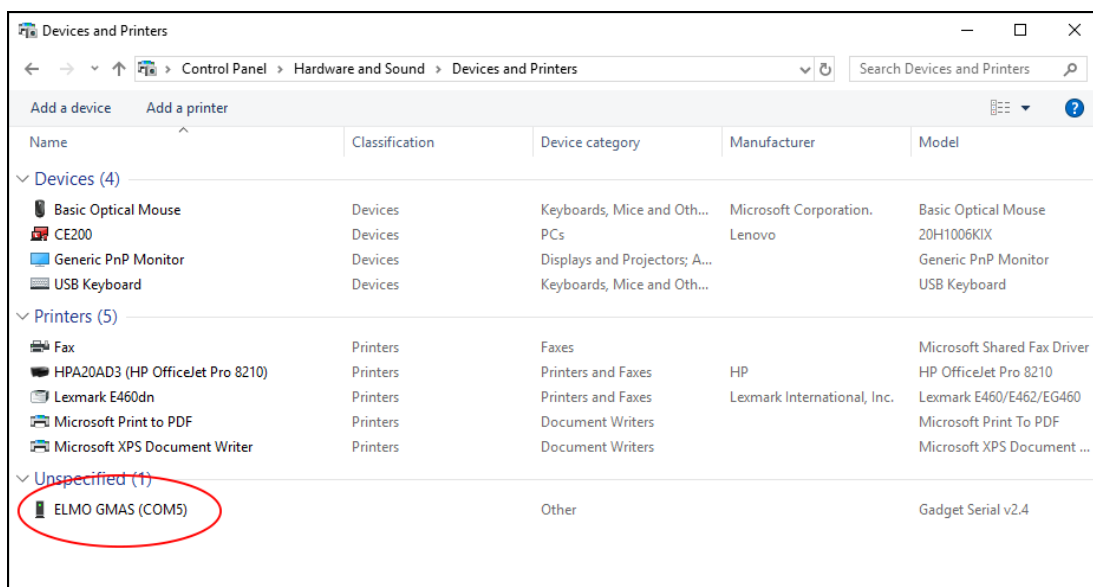 Devices and Printers
Control Panel > Hardware and Sound > Devices and Printers Search Devices and Printers
Add a device Add a printer ?
Name Classification Device category Manufacturer Model
Devices (4)
Basic Optical Mouse Devices Keyboards, Mice and Oth... Microsoft Corporation. Basic Optical Mouse
CE200 Devices PCs Lenovo 20H1006KIX
Generic PnP Monitor Devices Displays and Projectors; A... Generic PnP Monitor
USB Keyboard Devices Keyboards, Mice and Oth... USB Keyboard
Printers (5)
Fax Printers Faxes Microsoft Shared Fax Driver
HPA20AD3 (HP OfficeJet Pro 8210) Printers Printers and Faxes HP HP OfficeJet Pro 8210
Lexmark E460dn Printers Printers and Faxes Lexmark International, Inc. Lexmark E460/E462/EG460
Microsoft Print to PDF Printers Document Writers Microsoft Print To PDF
Microsoft XPS Document Writer Printers Document Writers Microsoft XPS Document ...
Unspecified (1)
ELMO GMAS (COM5) Other Gadget Serial v2.4